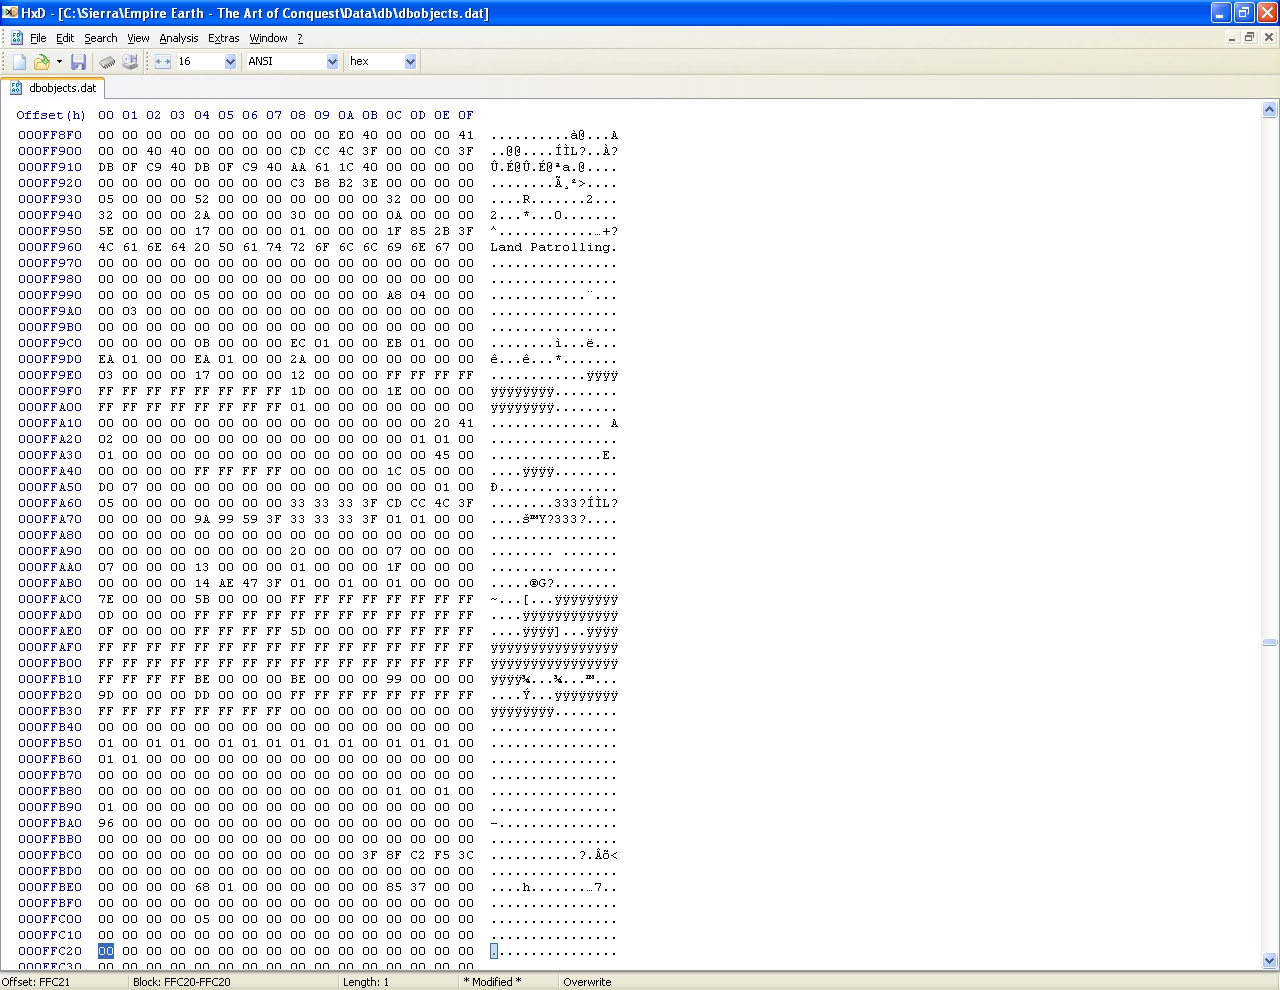 HxD - [C:\Sierra\Empire Earth - The Art of Conquest\Data\db\dbobjects.dat]
File Edit Search View Analysis Extras Window ?
16 ANSI hex
dbobjects.dat
Offset(h) 00 01 02 03 04 05 06 07 08 09 0A 0B 0C 0D 0E 0F
000FF8F0 00 00 00 00 00 00 00 00 00 00 E0 40 00 00 00 41 ..........à@...A
000FF900 00 00 40 40 00 00 00 00 CD CC 4C 3F 00 00 C0 3F ..@@....ÍÌL?..À?
000FF910 DB 0F C9 40 DB 0F C9 40 AA 61 1C 40 00 00 00 00 Û.É@Û.É@ªa.@....
000FF920 00 00 00 00 00 00 00 00 C3 B8 B2 3E 00 00 00 00 ........Ã¸²>....
000FF930 05 00 00 00 52 00 00 00 00 00 00 00 32 00 00 00 ....R.......2...
000FF940 32 00 00 00 2A 00 00 00 30 00 00 00 0A 00 00 00 2...*...0.......
000FF950 5E 00 00 00 17 00 00 00 01 00 00 00 1F 85 2B 3F ^............…+?
000FF960 4C 61 6E 64 20 50 61 74 72 6F 6C 6C 69 6E 67 00 Land Patrolling.
000FF970 00 00 00 00 00 00 00 00 00 00 00 00 00 00 00 00 ................
000FF980 00 00 00 00 00 00 00 00 00 00 00 00 00 00 00 00 ................
000FF990 00 00 00 00 05 00 00 00 00 00 00 00 A8 04 00 00 ............¨...
000FF9A0 00 03 00 00 00 00 00 00 00 00 00 00 00 00 00 00 ................
000FF9B0 00 00 00 00 00 00 00 00 00 00 00 00 00 00 00 00 ................
000FF9C0 00 00 00 00 0B 00 00 00 EC 01 00 00 EB 01 00 00 ........ì...ë...
000FF9D0 EA 01 00 00 EA 01 00 00 2A 00 00 00 00 00 00 00 ê...ê...*.......
000FF9E0 03 00 00 00 17 00 00 00 12 00 00 00 FF FF FF FF ............ÿÿÿÿ
000FF9F0 FF FF FF FF FF FF FF FF 1D 00 00 00 1E 00 00 00 ÿÿÿÿÿÿÿÿ........
000FFA00 FF FF FF FF FF FF FF FF 01 00 00 00 00 00 00 00 ÿÿÿÿÿÿÿÿ........
000FFA10 00 00 00 00 00 00 00 00 00 00 00 00 00 00 20 41 .............. A
000FFA20 02 00 00 00 00 00 00 00 00 00 00 00 00 01 01 00 ................
000FFA30 01 00 00 00 00 00 00 00 00 00 00 00 00 00 45 00 ..............E.
000FFA40 00 00 00 00 FF FF FF FF 00 00 00 00 1C 05 00 00 ....ÿÿÿÿ........
000FFA50 D0 07 00 00 00 00 00 00 00 00 00 00 00 00 01 00 Ð...............
000FFA60 05 00 00 00 00 00 00 00 33 33 33 3F CD CC 4C 3F ........333?ÍÌL?
000FFA70 00 00 00 00 9A 99 59 3F 33 33 33 3F 01 01 00 00 ....š™Y?333?....
000FFA80 00 00 00 00 00 00 00 00 00 00 00 00 00 00 00 00 ................
000FFA90 00 00 00 00 00 00 00 00 20 00 00 00 07 00 00 00 ........ .......
000FFAA0 07 00 00 00 13 00 00 00 01 00 00 00 1F 00 00 00 ................
000FFAB0 00 00 00 00 14 AE 47 3F 01 00 01 00 01 00 00 00 .....®G?........
000FFAC0 7E 00 00 00 5B 00 00 00 FF FF FF FF FF FF FF FF ~...[...ÿÿÿÿÿÿÿÿ
000FFAD0 0D 00 00 00 FF FF FF FF FF FF FF FF FF FF FF FF ....ÿÿÿÿÿÿÿÿÿÿÿÿ
000FFAE0 0F 00 00 00 FF FF FF FF 5D 00 00 00 FF FF FF FF ....ÿÿÿÿ]...ÿÿÿÿ
000FFAF0 FF FF FF FF FF FF FF FF FF FF FF FF FF FF FF FF ÿÿÿÿÿÿÿÿÿÿÿÿÿÿÿÿ
000FFB00 FF FF FF FF FF FF FF FF FF FF FF FF FF FF FF FF ÿÿÿÿÿÿÿÿÿÿÿÿÿÿÿÿ
000FFB10 FF FF FF FF BE 00 00 00 BE 00 00 00 99 00 00 00 ÿÿÿÿ¾...¾...™...
000FFB20 9D 00 00 00 DD 00 00 00 FF FF FF FF FF FF FF FF ....Ý...ÿÿÿÿÿÿÿÿ
000FFB30 FF FF FF FF FF FF FF FF 00 00 00 00 00 00 00 00 ÿÿÿÿÿÿÿÿ........
000FFB40 00 00 00 00 00 00 00 00 00 00 00 00 00 00 00 00 ................
000FFB50 01 00 01 01 00 01 01 01 01 01 01 00 01 01 01 00 ................
000FFB60 01 01 00 00 00 00 00 00 00 00 00 00 00 00 00 00 ................
000FFB70 00 00 00 00 00 00 00 00 00 00 00 00 00 00 00 00 ................
000FFB80 00 00 00 00 00 00 00 00 00 00 00 00 01 00 01 00 ................
000FFB90 01 00 00 00 00 00 00 00 00 00 00 00 00 00 00 00 ................
000FFBA0 96 00 00 00 00 00 00 00 00 00 00 00 00 00 00 00 –...............
000FFBB0 00 00 00 00 00 00 00 00 00 00 00 00 00 00 00 00 ................
000FFBC0 00 00 00 00 00 00 00 00 00 00 00 3F 8F C2 F5 3C ...........?.Âõ<
000FFBD0 00 00 00 00 00 00 00 00 00 00 00 00 00 00 00 00 ................
000FFBE0 00 00 00 00 68 01 00 00 00 00 00 00 85 37 00 00 ....h.......…7..
000FFBF0 00 00 00 00 00 00 00 00 00 00 00 00 00 00 00 00 ................
000FFC00 00 00 00 00 05 00 00 00 00 00 00 00 00 00 00 00 ................
000FFC10 00 00 00 00 00 00 00 00 00 00 00 00 00 00 00 00 ................
000FFC20 00 00 00 00 00 00 00 00 00 00 00 00 00 00 00 00 ................
000FFC30 00 00 00 00 00 00 00 00 00 00 00 00 00 00 00 00 ................
Offset: FFC21 Block: FFC20-FFC20 Length: 1 * Modified * Overwrite